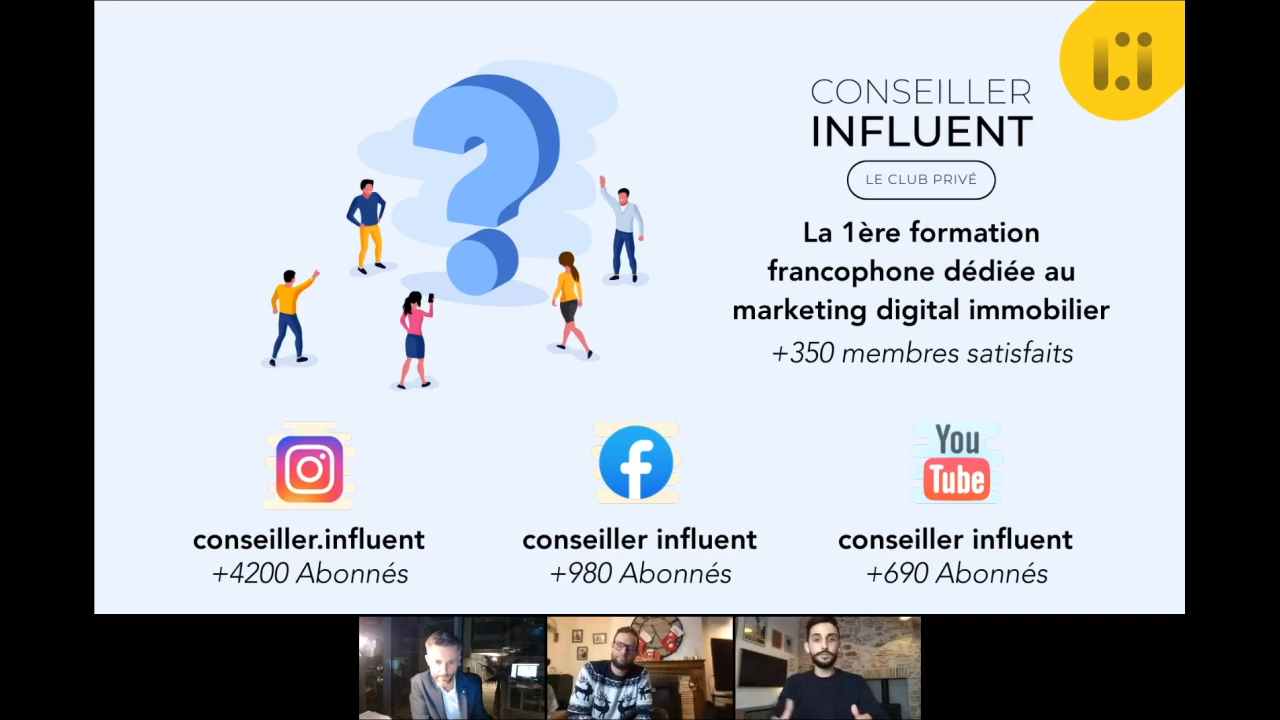 CONSEILLER
INFLUENT
LE CLUB PRIVÉ
La 1ère formation
francophone dédiée au
marketing digital immobilier
+350 membres satisfaits
You
Tube
conseiller.influent
+4200 Abonnés
conseiller influent
+980 Abonnés
conseiller influent
+690 Abonnés